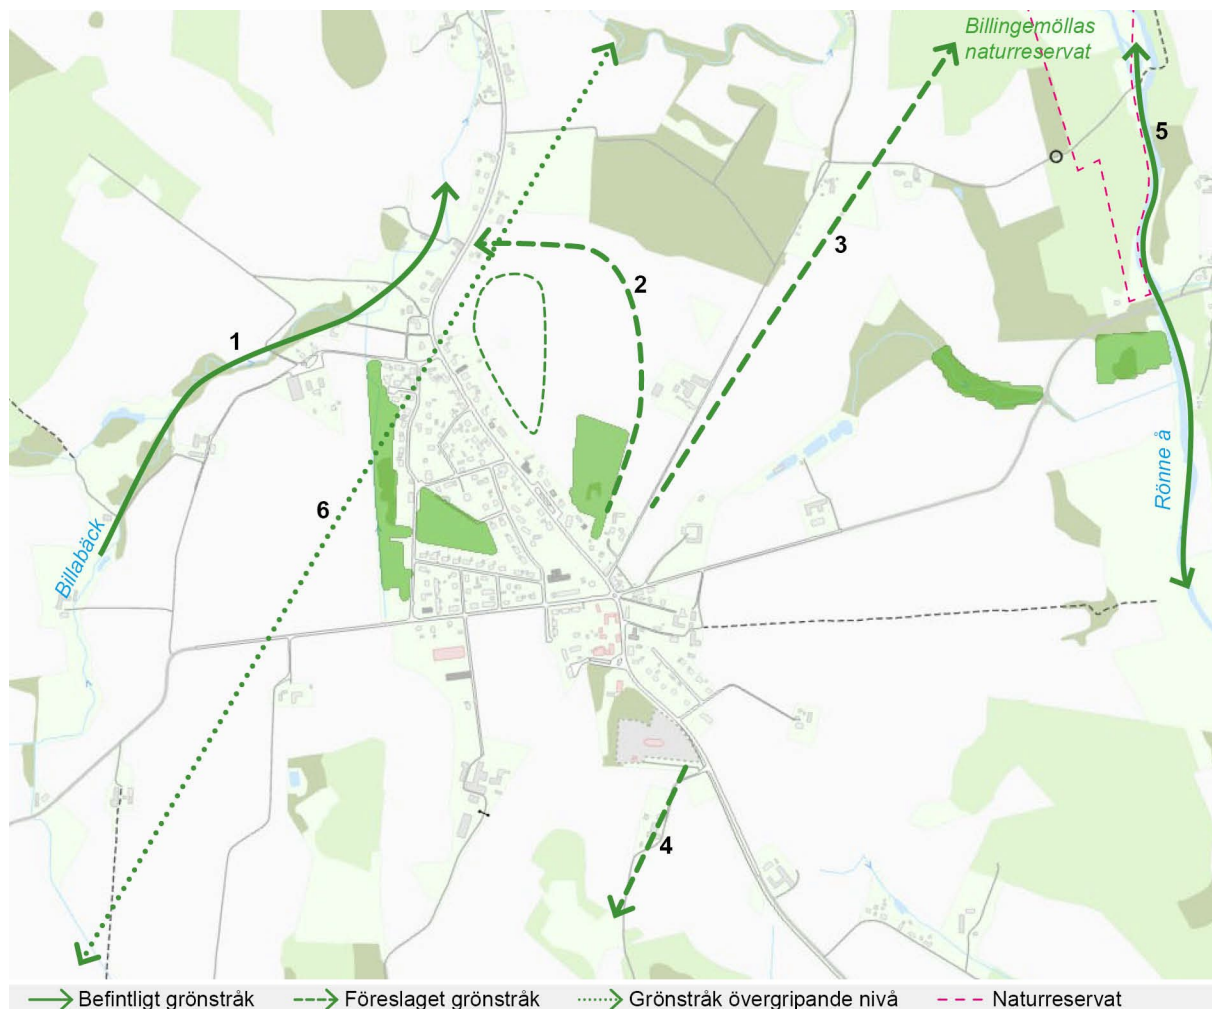 Billingemöllas
naturreservat
5
3
2
1
Rönne å
6
Billabäck
4
Befintligt grönstråk
Föreslaget grönstråk
Grönstråk övergripande nivå
Naturreservat